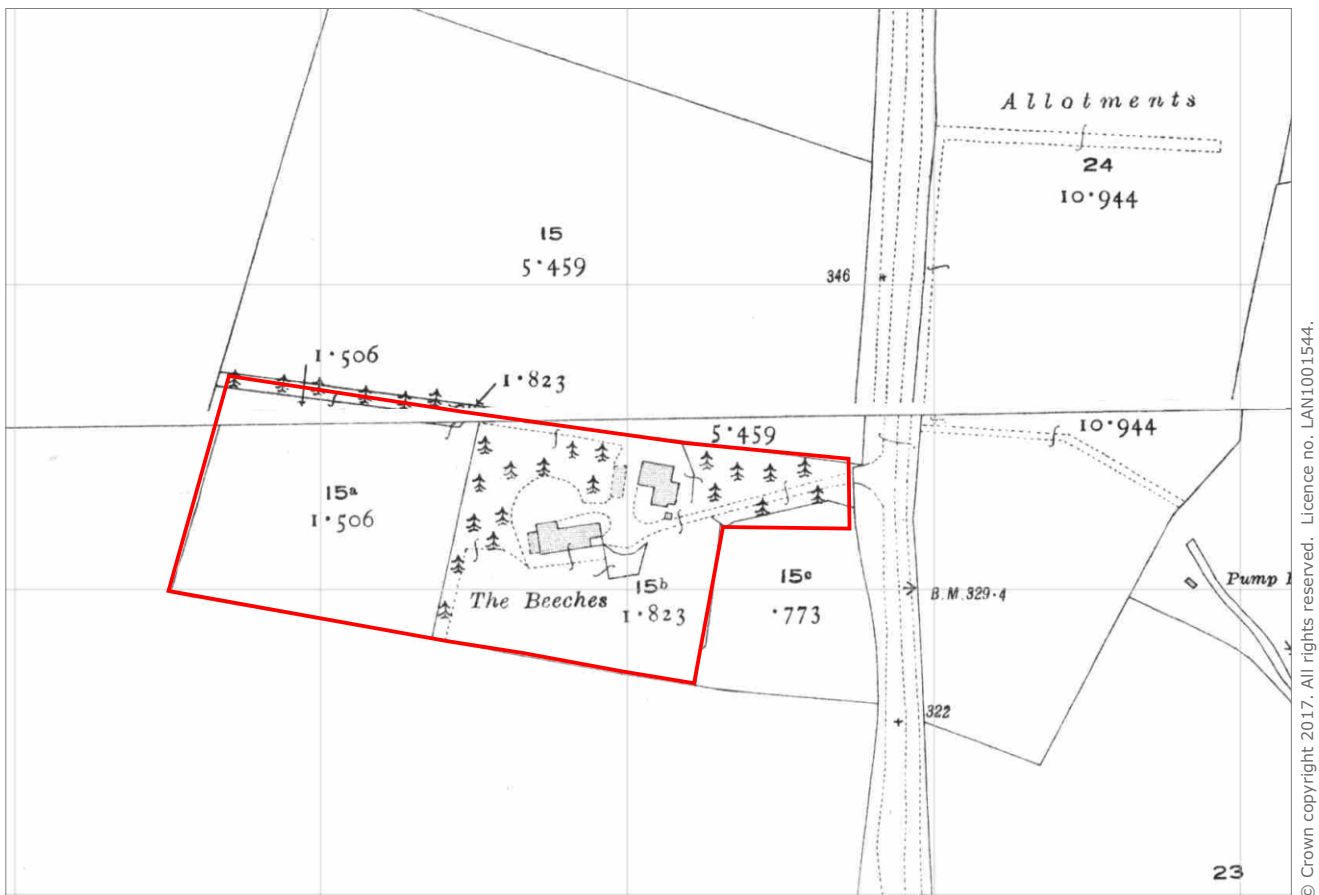 Allotments
24
10·944
15
5·459
346
1·506
1·823
5·459
10·944
15a
1·506
15b
The Beeches
1·823
15c
·773
B.M.329·4
Pump
322
23
© Crown copyright 2017. All rights reserved. Licence no. LAN1001544.